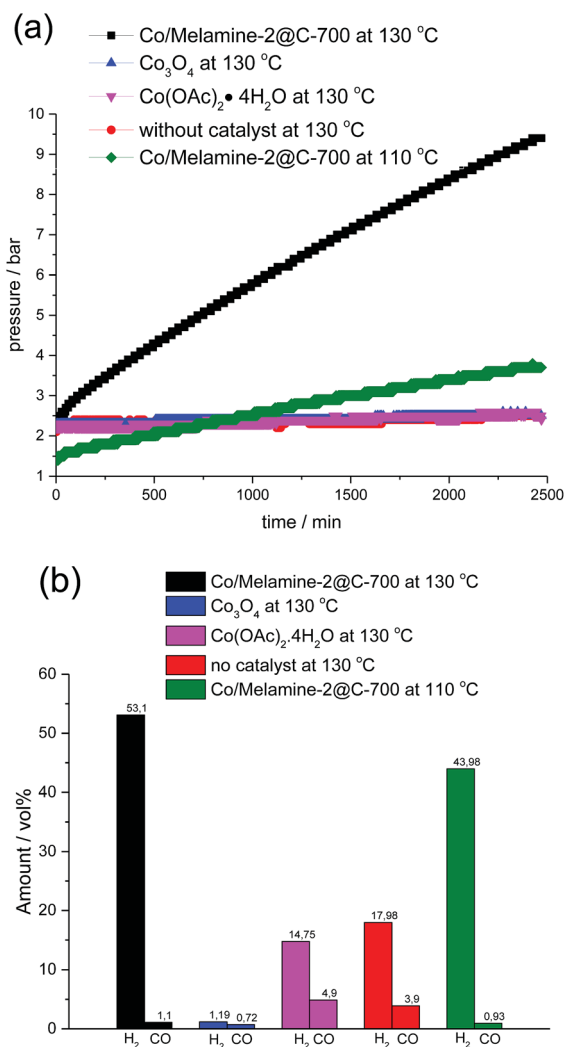 (a)
Co/Melamine-2@C-700 at 130 °C
Co₃O₄ at 130 °C
Co(OAc)₂• 4H₂O at 130 °C
without catalyst at 130 °C
Co/Melamine-2@C-700 at 110 °C
10
9
8
7
6
5
4
3
2
1
pressure / bar
0
500
1000
1500
2000
2500
time / min
(b)
Co/Melamine-2@C-700 at 130 °C
Co₃O₄ at 130 °C
Co(OAc)₂.4H₂O at 130 °C
no catalyst at 130 °C
Co/Melamine-2@C-700 at 110 °C
60
50
40
30
20
10
0
Amount / vol%
53,1
1,1
1,19
0,72
14,75
4,9
17,98
3,9
43,98
0,93
H₂ CO
H₂ CO
H₂ CO
H₂ CO
H₂ CO